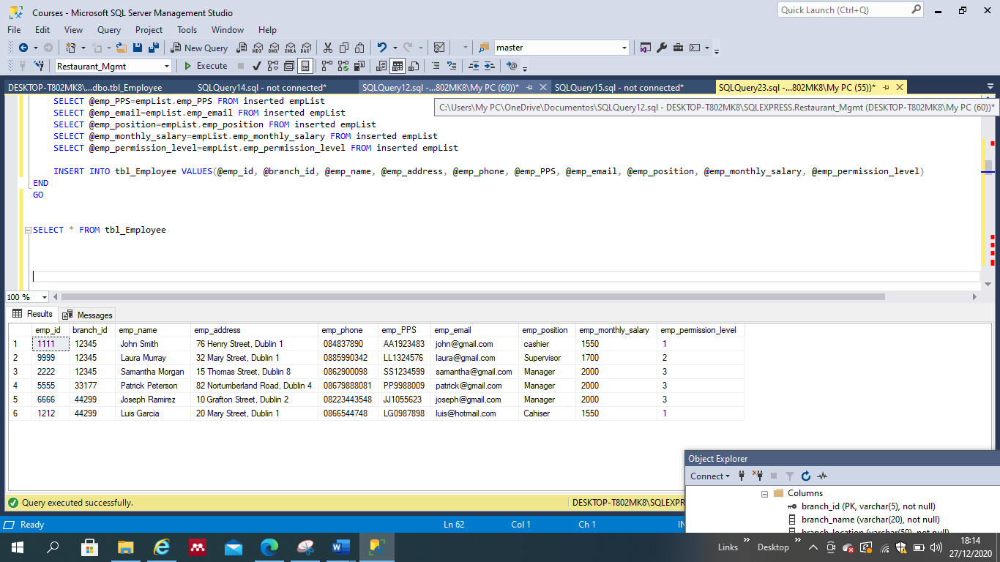 Courses - Microsoft SQL Server Management Studio
Quick Launch (Ctrl+Q)
File Edit View Query Project Tools Window Help
New Query MDX DMX XMLA DAX master
Restaurant_Mgmt Execute
DESKTOP-T802MK8\...dbo.tbl_Employee SQLQuery14.sql - not connected* SQLQuery12.sql -...802MK8\My PC (60))* SQLQuery15.sql - not connected* SQLQuery23.sql -...802MK8\My PC (55))*
SELECT @emp_PPS=empList.emp_PPS FROM inserted empList
C:\Users\My PC\OneDrive\Documentos\SQLQuery12.sql - DESKTOP-T802MK8\SQLEXPRESS.Restaurant_Mgmt (DESKTOP-T802MK8\My PC (60))*
SELECT @emp_email=empList.emp_email FROM inserted empList
SELECT @emp_position=empList.emp_position FROM inserted empList
SELECT @emp_monthly_salary=empList.emp_monthly_salary FROM inserted empList
SELECT @emp_permission_level=empList.emp_permission_level FROM inserted empList
INSERT INTO tbl_Employee VALUES(@emp_id, @branch_id, @emp_name, @emp_address, @emp_phone, @emp_PPS, @emp_email, @emp_position, @emp_monthly_salary, @emp_permission_level)
END
GO
SELECT * FROM tbl_Employee
100 %
Results Messages
emp_id branch_id emp_name emp_address emp_phone emp_PPS emp_email emp_position emp_monthly_salary emp_permission_level
1 1111 12345 John Smith 76 Henry Street, Dublin 1 084837890 AA1923483 john@gmail.com cashier 1550 1
2 9999 12345 Laura Murray 32 Mary Street, Dublin 1 0885990342 LL1324576 laura@gmail.com Supervisor 1700 2
3 2222 12345 Samantha Morgan 15 Thomas Street, Dublin 8 0862900098 SS1234599 samantha@gmail.com Manager 2000 3
4 5555 33177 Patrick Peterson 82 Nortumberland Road, Dublin 4 08679888081 PP9988009 patrick@gmail.com Manager 2000 3
5 6666 44299 Joseph Ramirez 10 Grafton Street, Dublin 2 08223443548 JJ1055623 joseph@gmail.com Manager 2000 3
6 1212 44299 Luis Garcia 20 Mary Street, Dublin 1 0866544748 LG0987898 luis@hotmail.com Cahiser 1550 1
Object Explorer
Connect
Columns
branch_id (PK, varchar(5), not null)
branch_name (varchar(20), not null)
branch_location (varchar(50), not null)
Query executed successfully. DESKTOP-T802MK8\SQLEXPR
Ready Ln 62 Col 1 Ch 1 IN
Links Desktop 18:14
27/12/2020